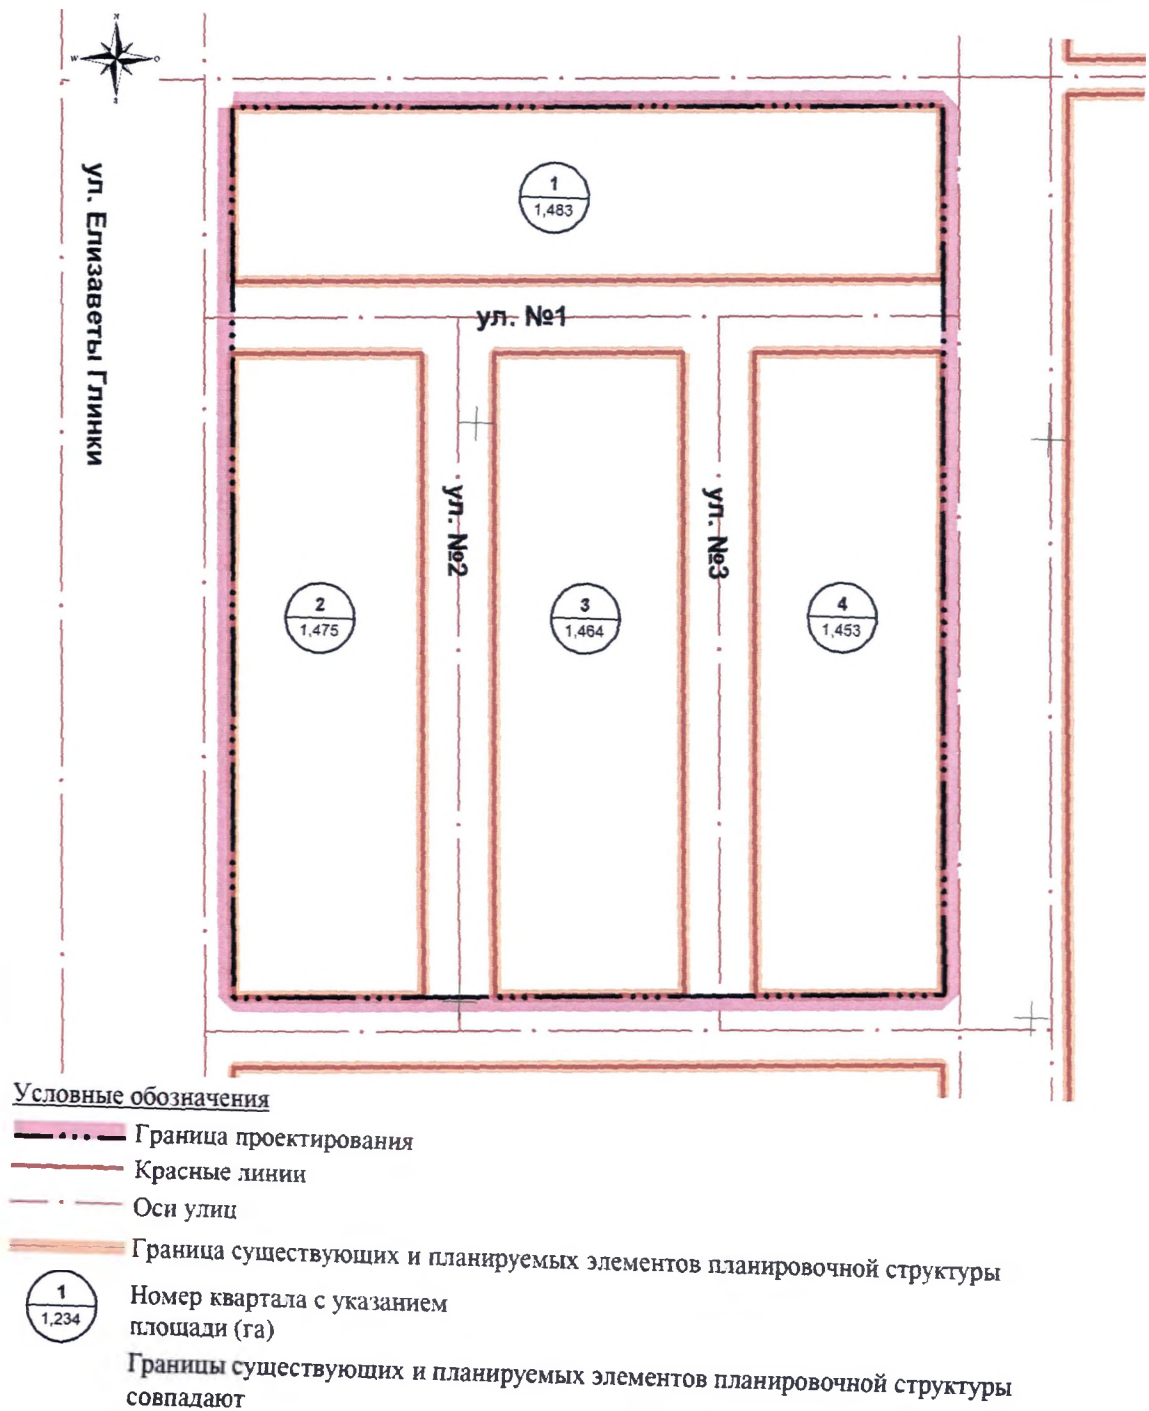 N
W
O
S
ул. Елизаветы Глинки
1
1,483
ул. №1
ул. №2
ул. №3
2
1,475
3
1,464
4
1,453
Условные обозначения
Граница проектирования
Красные линии
Оси улиц
Граница существующих и планируемых элементов планировочной структуры
1
1,234
Номер квартала с указанием
площади (га)
Границы существующих и планируемых элементов планировочной структуры
совпадают